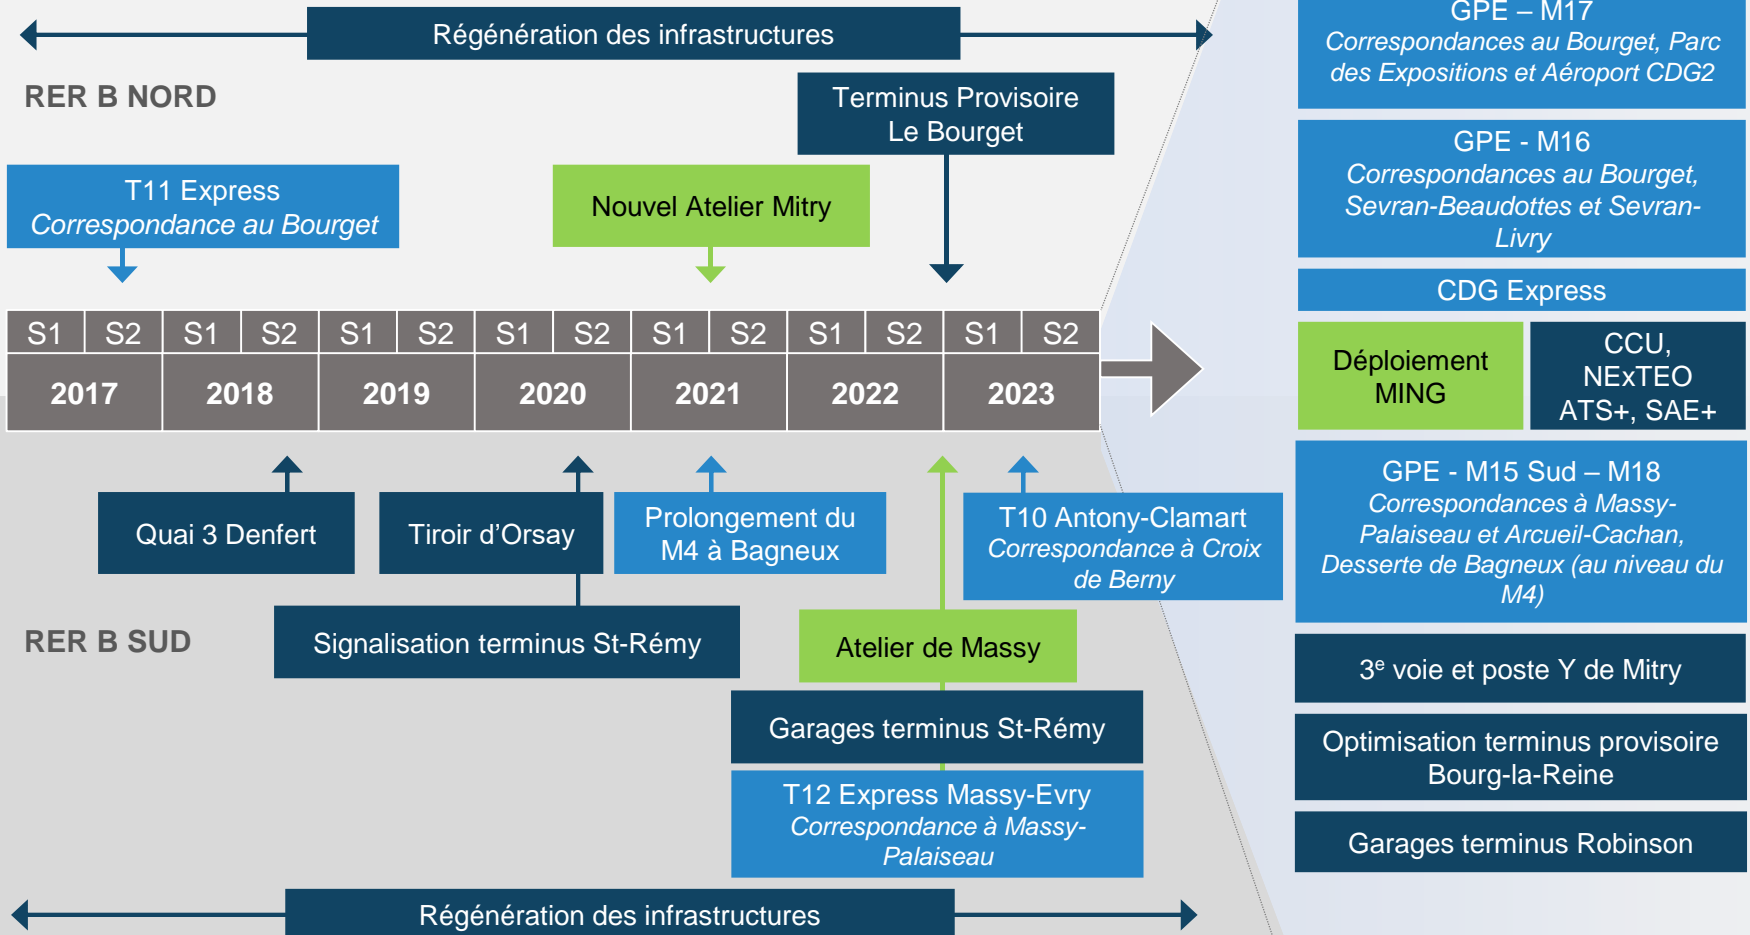 Régénération des infrastructures
RER B NORD
Terminus Provisoire
Le Bourget
T11 Express
Correspondance au Bourget
Nouvel Atelier Mitry
S1 S2 S1 S2 S1 S2 S1 S2 S1 S2 S1 S2 S1 S2
2017 2018 2019 2020 2021 2022 2023
Quai 3 Denfert
Tiroir d’Orsay
Prolongement du
M4 à Bagneux
T10 Antony-Clamart
Correspondance à Croix
de Berny
RER B SUD
Signalisation terminus St-Rémy
Atelier de Massy
Garages terminus St-Rémy
T12 Express Massy-Evry
Correspondance à Massy-
Palaiseau
Régénération des infrastructures
GPE – M17
Correspondances au Bourget, Parc
des Expositions et Aéroport CDG2
GPE - M16
Correspondances au Bourget,
Sevran-Beaudottes et Sevran-
Livry
CDG Express
Déploiement
MING
CCU,
NExTEO
ATS+, SAE+
GPE - M15 Sud – M18
Correspondances à Massy-
Palaiseau et Arcueil-Cachan,
Desserte de Bagneux (au niveau du
M4)
3e voie et poste Y de Mitry
Optimisation terminus provisoire
Bourg-la-Reine
Garages terminus Robinson